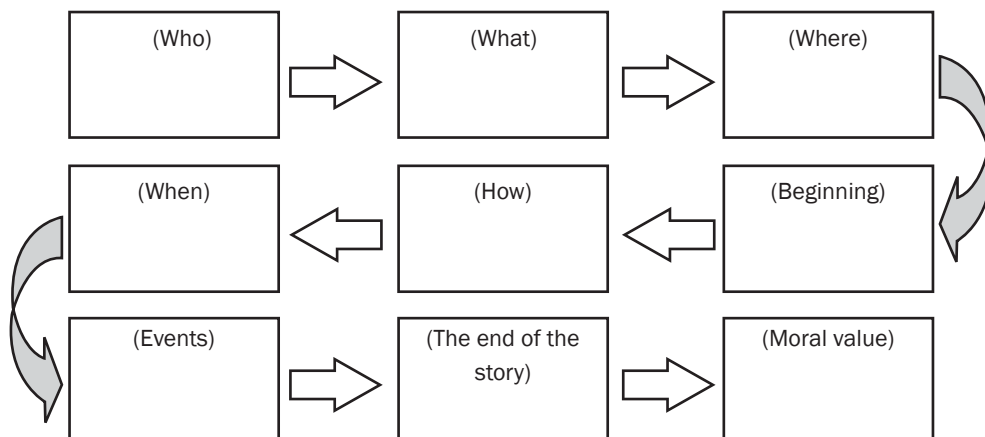 (Who)
(What)
(Where)
(When)
(How)
(Beginning)
(Events)
(The end of the
story)
(Moral value)